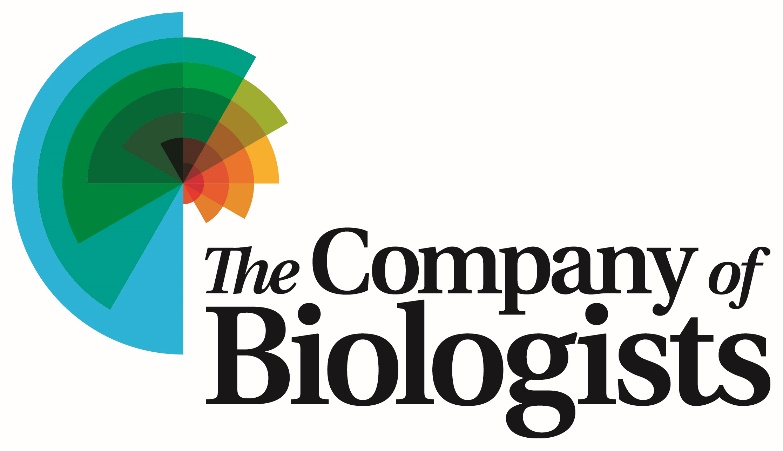 The Company of
Biologists